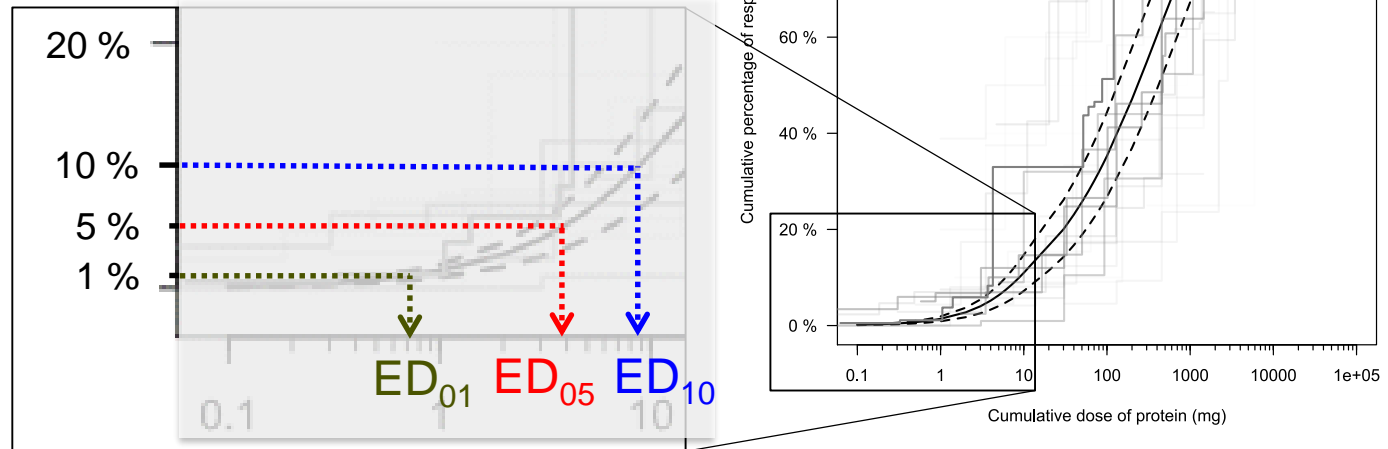 20 %
10 %
5 %
1 %
ED01 ED05 ED10
0.1 1 10
Cumulative percentage of resp
60 %
40 %
20 %
0 %
0.1 1 10 100 1000 10000 1e+05
Cumulative dose of protein (mg)